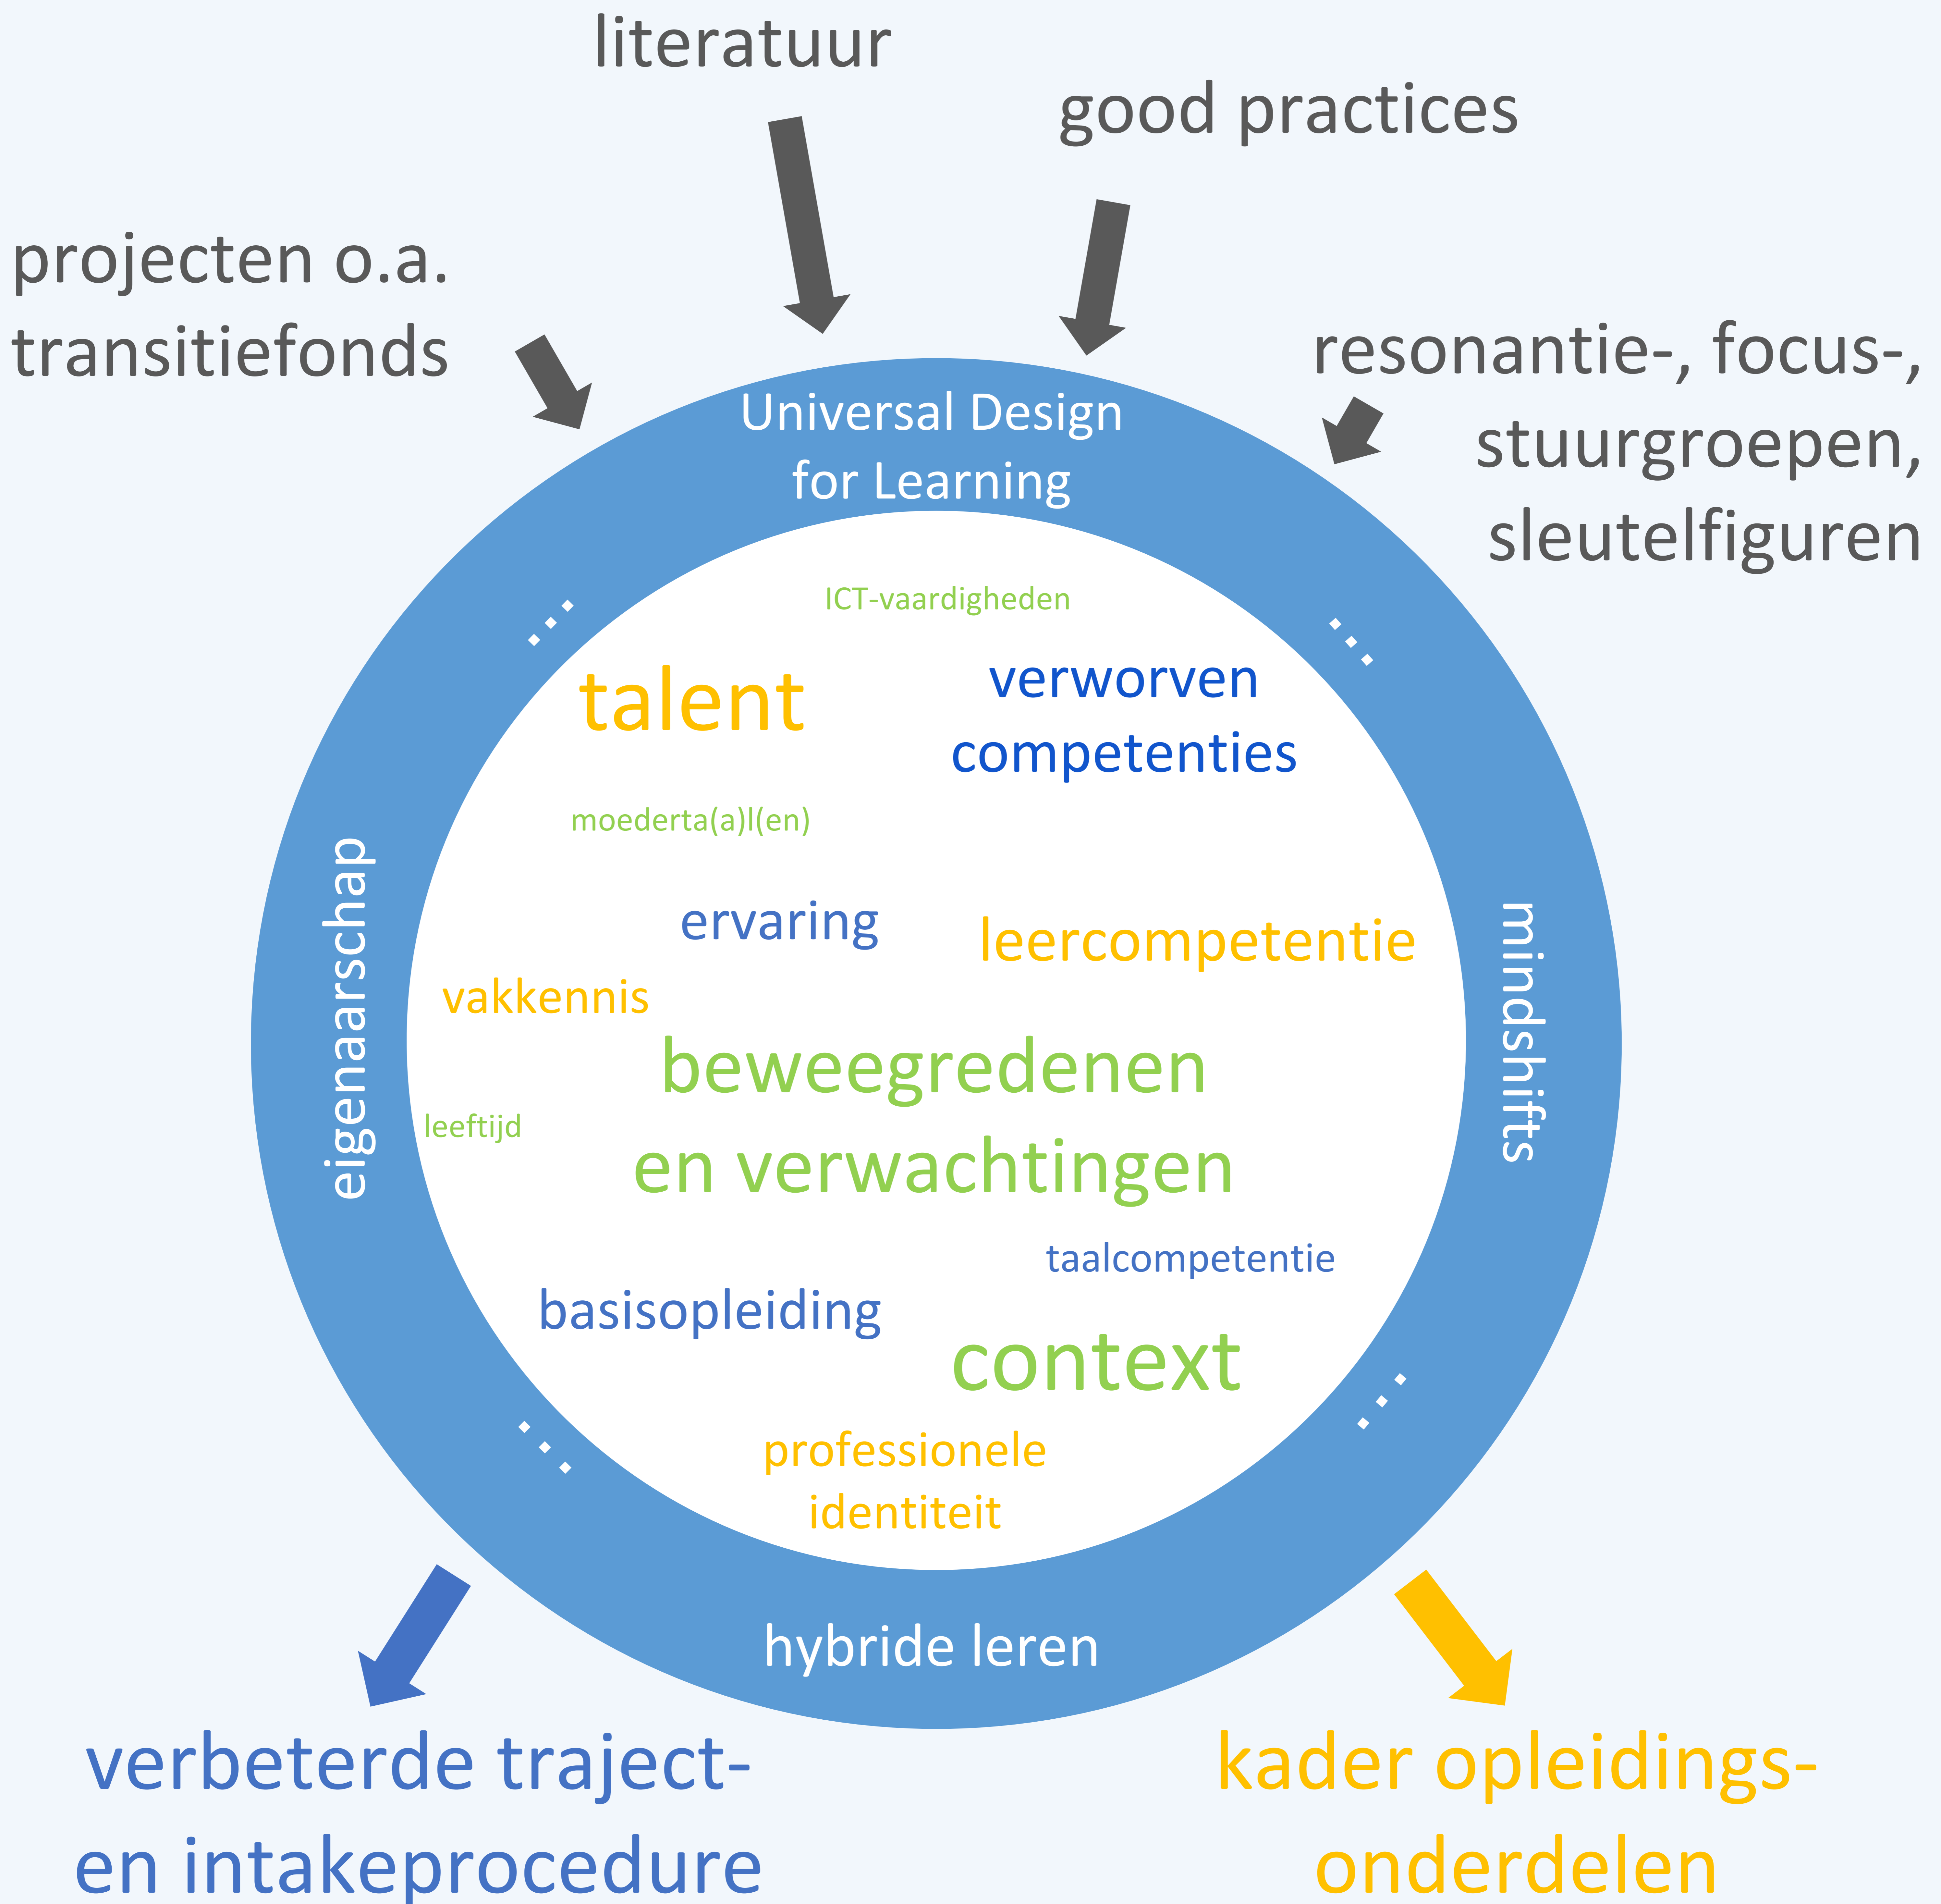 literatuur
good practices
projecten o.a.
transitiefonds
resonantie-, focus-,
stuurgroepen,
sleutelfiguren
Universal Design
for Learning
...
...
ICT-vaardigheden
talent
verworven
competenties
moederta(a)l(en)
eigenaarschap
mindshifts
ervaring
leercompetentie
vakkennis
beweegredenen
en verwachtingen
leeftijd
taalcompetentie
basisopleiding
context
professionele
identiteit
...
...
hybride leren
verbeterde traject-
en intakeprocedure
kader opleidings-
onderdelen